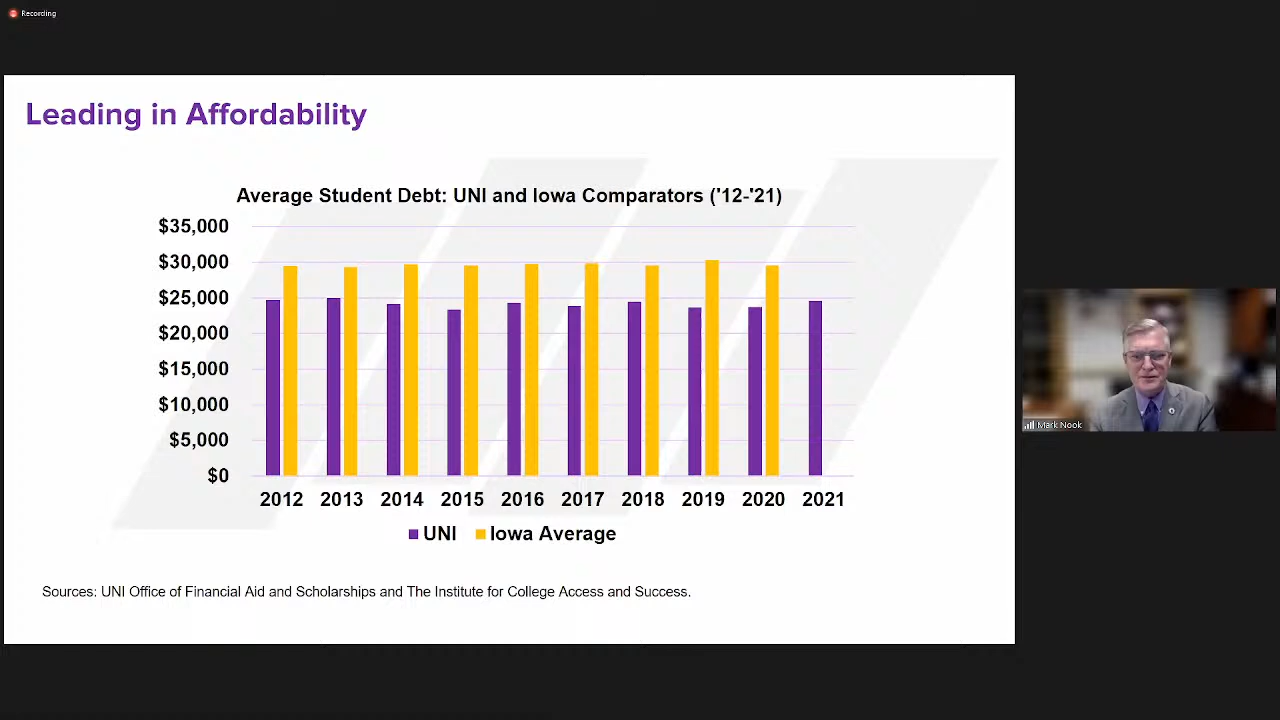 Recording
Leading in Affordability
Average Student Debt: UNI and Iowa Comparators ('12-'21)
$35,000
$30,000
$25,000
$20,000
$15,000
$10,000
$5,000
$0
2012 2013 2014 2015 2016 2017 2018 2019 2020 2021
UNI Iowa Average
Sources: UNI Office of Financial Aid and Scholarships and The Institute for College Access and Success.
Mark Nook